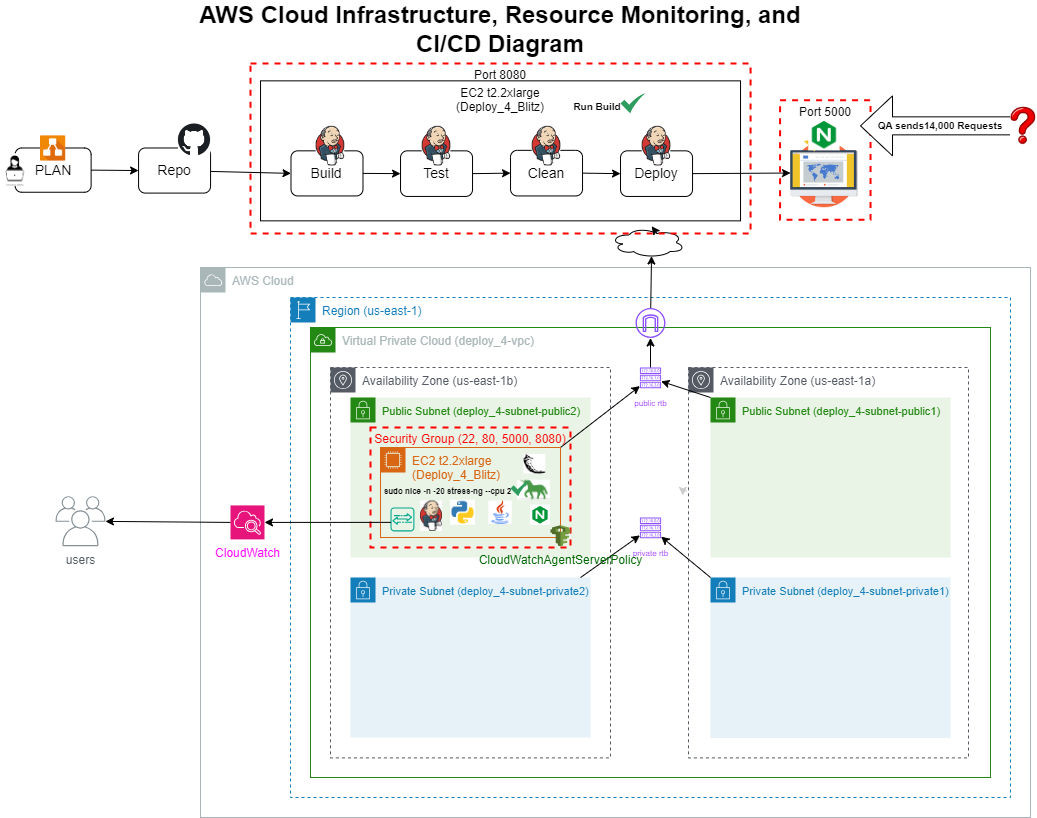 AWS Cloud Infrastructure, Resource Monitoring, and
CI/CD Diagram
Port 8080
EC2 t2.2xlarge
(Deploy_4_Blitz)
Run Build
Port 5000
QA sends14,000 Requests
PLAN
Repo
Build
Test
Clean
Deploy
AWS Cloud
Region (us-east-1)
Virtual Private Cloud (deploy_4-vpc)
Availability Zone (us-east-1b)
Availability Zone (us-east-1a)
public rtb
Public Subnet (deploy_4-subnet-public2)
Public Subnet (deploy_4-subnet-public1)
Security Group (22, 80, 5000, 8080)
EC2 t2.2xlarge
(Deploy_4_Blitz)
sudo nice -n -20 stress-ng --cpu 2
CloudWatch
users
private rtb
CloudWatchAgentServerPolicy
Private Subnet (deploy_4-subnet-private2)
Private Subnet (deploy_4-subnet-private1)